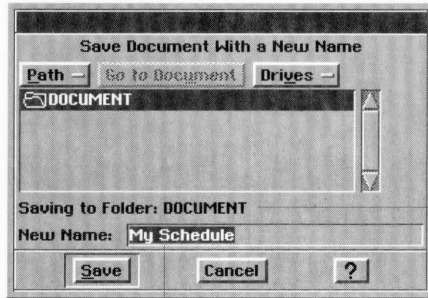 Save Document With a New Name
Path Go to Document Drives
DOCUMENT
Saving to Folder: DOCUMENT
New Name: My Schedule
Save Cancel ?